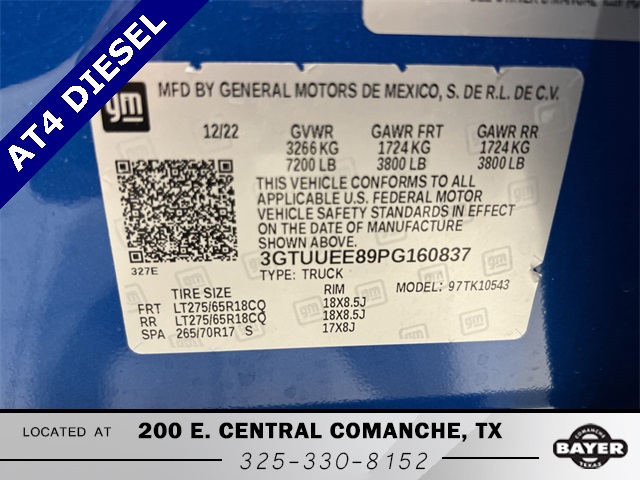 AT4 DIESEL
gm
MFD BY GENERAL MOTORS DE MEXICO, S. DE R.L. DE C.V.
12/22 GVWR GAWR FRT GAWR RR
3266 KG 1724 KG 1724 KG
7200 LB 3800 LB 3800 LB
THIS VEHICLE CONFORMS TO ALL
APPLICABLE U.S. FEDERAL MOTOR
VEHICLE SAFETY STANDARDS IN EFFECT
ON THE DATE OF MANUFACTURE
SHOWN ABOVE
3GTUUEE89PG160837
327E
TYPE: TRUCK
MODEL: 97TK10543
TIRE SIZE RIM
FRT LT275/65R18CQ 18X8.5J
RR LT275/65R18CQ 18X8.5J
SPA 265/70R17 S 17X8J
LOCATED AT 200 E. CENTRAL COMANCHE, TX
325-330-8152
COMANCHE
BAYER
TEXAS